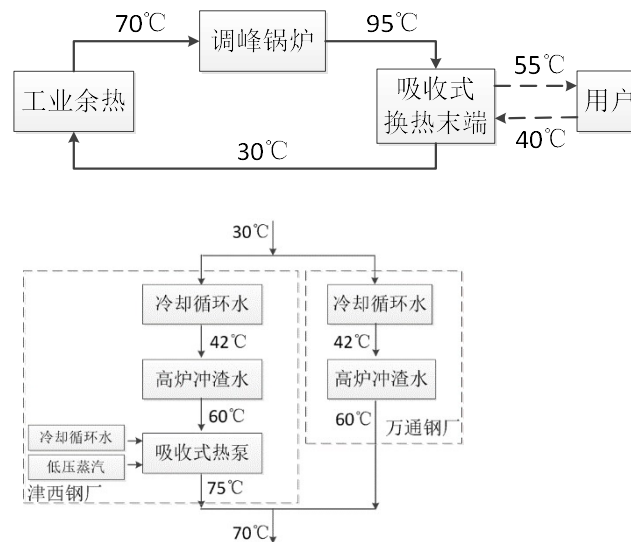 70℃
调峰锅炉
95℃
工业余热
吸收式
换热末端
55℃
用户
40℃
30℃
30℃
冷却循环水
冷却循环水
42℃
42℃
高炉冲渣水
高炉冲渣水
60℃
60℃
万通钢厂
冷却循环水
吸收式热泵
低压蒸汽
津西钢厂
75℃
70℃